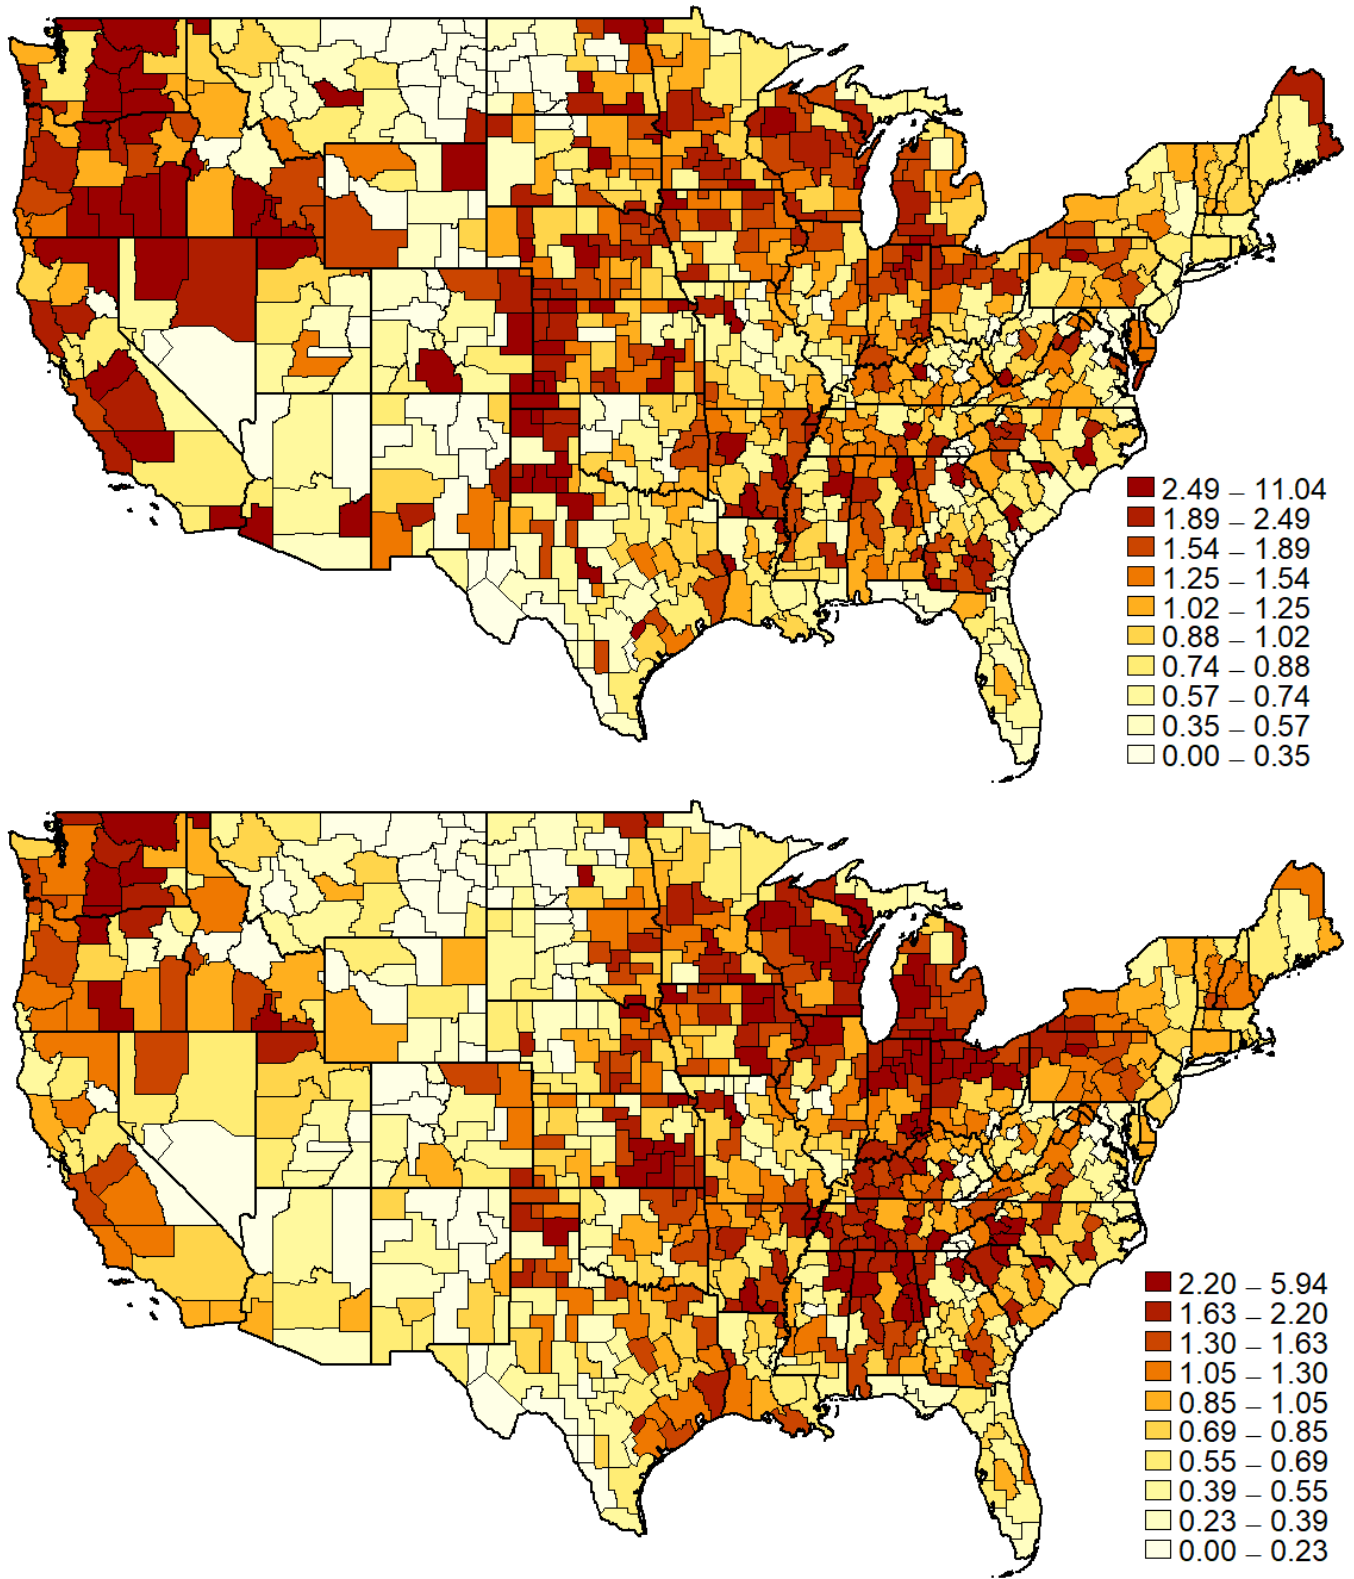 2.49 – 11.04
1.89 – 2.49
1.54 – 1.89
1.25 – 1.54
1.02 – 1.25
0.88 – 1.02
0.74 – 0.88
0.57 – 0.74
0.35 – 0.57
0.00 – 0.35
2.20 – 5.94
1.63 – 2.20
1.30 – 1.63
1.05 – 1.30
0.85 – 1.05
0.69 – 0.85
0.55 – 0.69
0.39 – 0.55
0.23 – 0.39
0.00 – 0.23